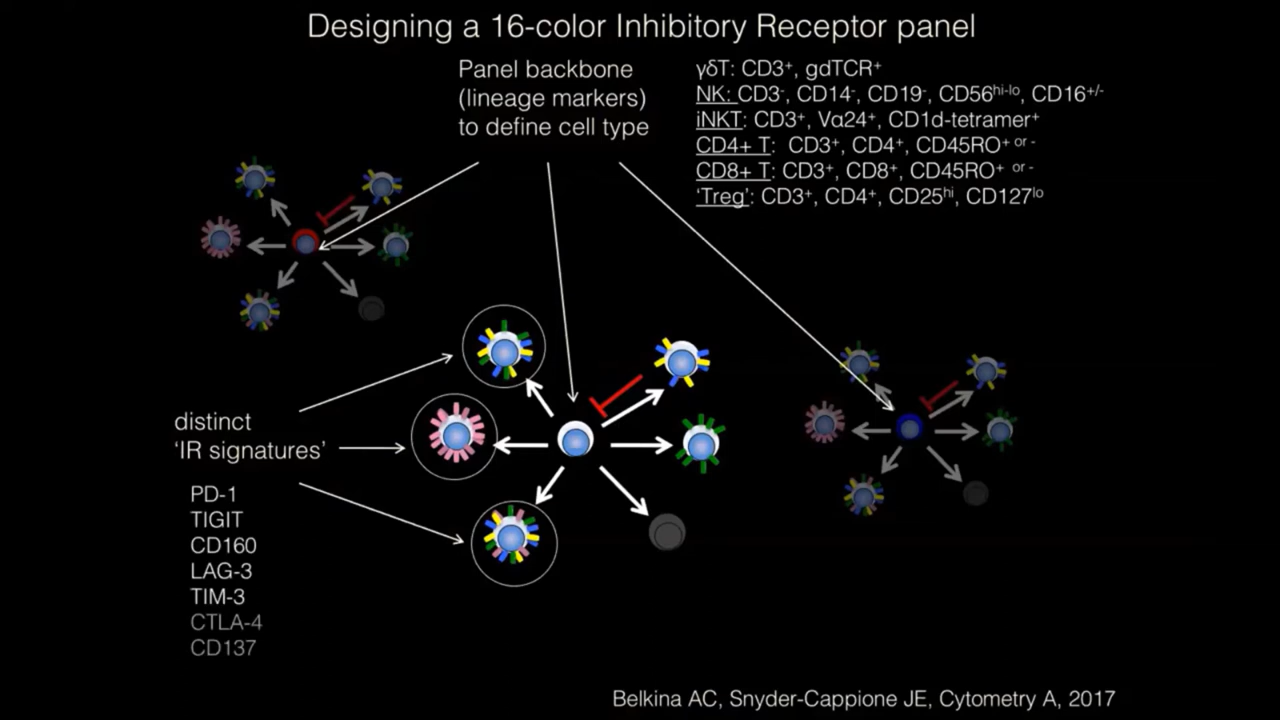 Designing a 16-color Inhibitory Receptor panel
Panel backbone
(lineage markers)
to define cell type
γδT: CD3⁺, gdTCR⁺
NK: CD3⁻, CD14⁻, CD19⁻, CD56ʰⁱ⁻ˡᵒ, CD16⁺/⁻
iNKT: CD3⁺, Vα24⁺, CD1d-tetramer⁺
CD4+ T: CD3⁺, CD4⁺, CD45RO⁺ ᵒʳ ⁻
CD8+ T: CD3⁺, CD8⁺, CD45RO⁺ ᵒʳ ⁻
‘Treg’: CD3⁺, CD4⁺, CD25ʰⁱ, CD127ˡᵒ
distinct
‘IR signatures’
PD-1
TIGIT
CD160
LAG-3
TIM-3
CTLA-4
CD137
Belkina AC, Snyder-Cappione JE, Cytometry A, 2017